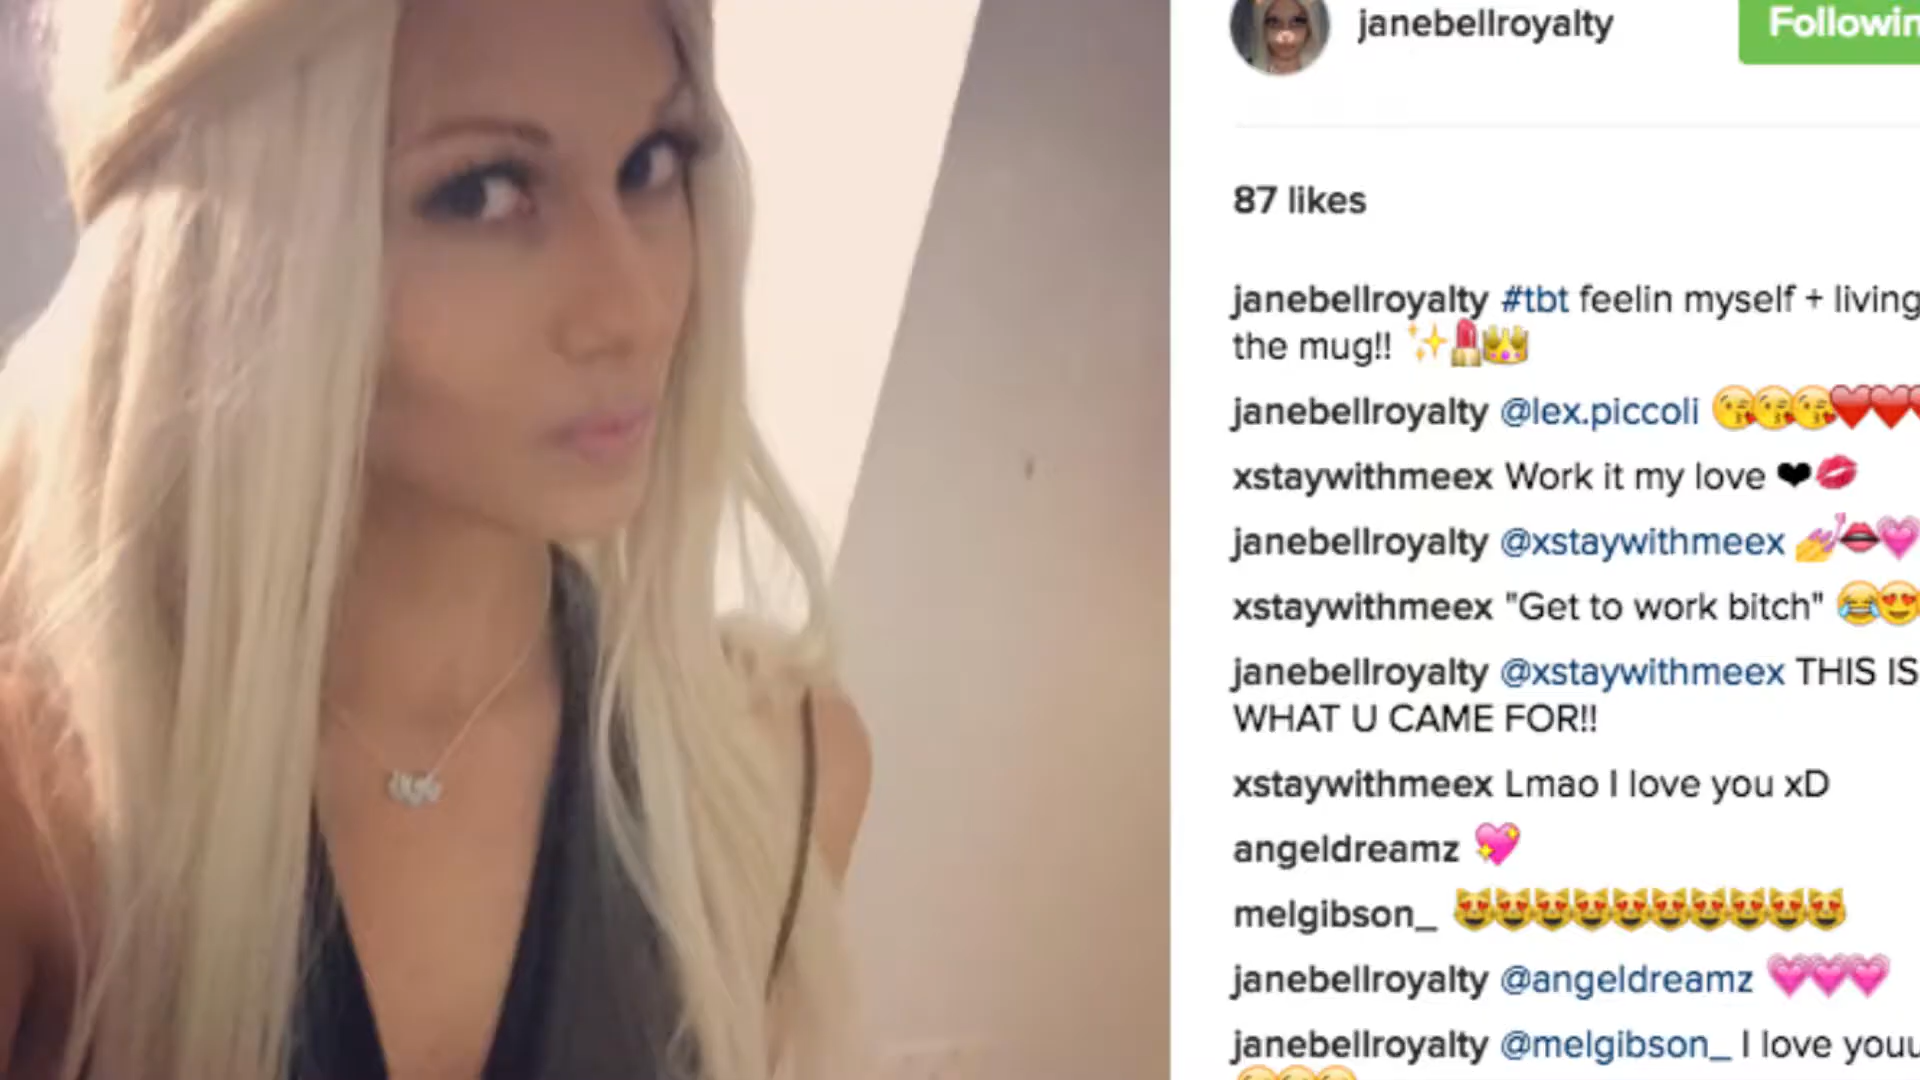 janebellroyalty
Followin
87 likes
janebellroyalty #tbt feelin myself + living
the mug!! ✨💄👑
janebellroyalty @lex.piccoli 😘😘😘❤️❤️
xstaywithmeex Work it my love ❤💋
janebellroyalty @xstaywithmeex 💅👄💗
xstaywithmeex "Get to work bitch" 😂😍
janebellroyalty @xstaywithmeex THIS IS
WHAT U CAME FOR!!
xstaywithmeex Lmao I love you xD
angeldreamz 💖
melgibson_ 😻😻😻😻😻😻😻😻😻😻
janebellroyalty @angeldreamz 💗💗💗
janebellroyalty @melgibson_ I love youu